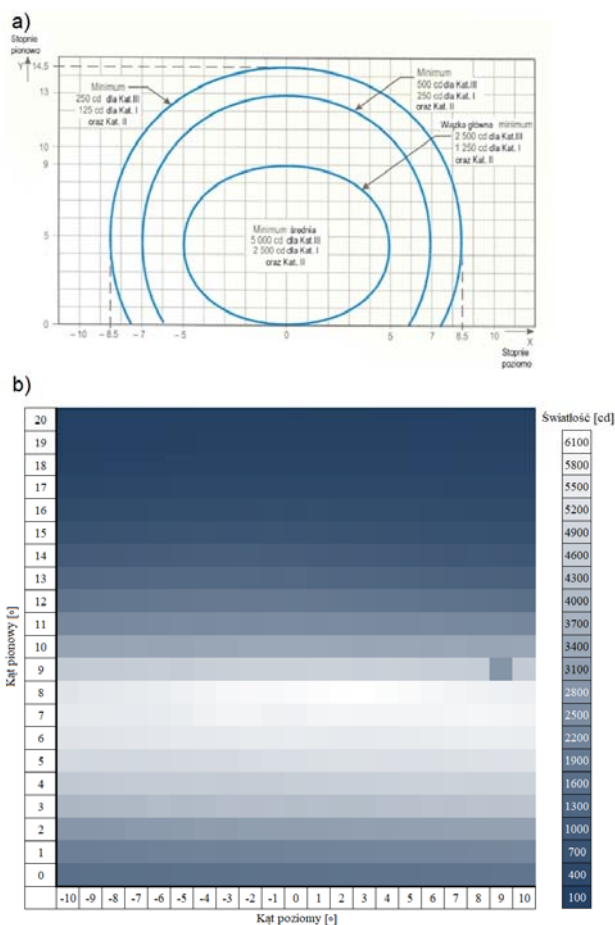 a)
Stopnie
pionowo
Y
14.5
13
10
9
5
0
Minimum
250 cd dla Kat.III
125 cd dla Kat. I
oraz Kat. II
Minimum
500 cd dla Kat.III
250 cd dla Kat. I
oraz Kat. II
Wiązka główna minimum
2 500 cd dla Kat.III
1 250 cd dla Kat. I
oraz Kat. II
Minimum średnia
5 000 cd dla Kat.III
2 500 cd dla Kat. I
oraz Kat. II
-10 -8.5 -7 -5 0 5 7 8.5 10 X
Stopnie
poziomo
b)
Światłość [cd]
Kąt pionowy [o]
20
19
18
17
16
15
14
13
12
11
10
9
8
7
6
5
4
3
2
1
0
-10 -9 -8 -7 -6 -5 -4 -3 -2 -1 0 1 2 3 4 5 6 7 8 9 10
Kąt poziomy [o]
6100
5800
5500
5200
4900
4600
4300
4000
3700
3400
3100
2800
2500
2200
1900
1600
1300
1000
700
400
100